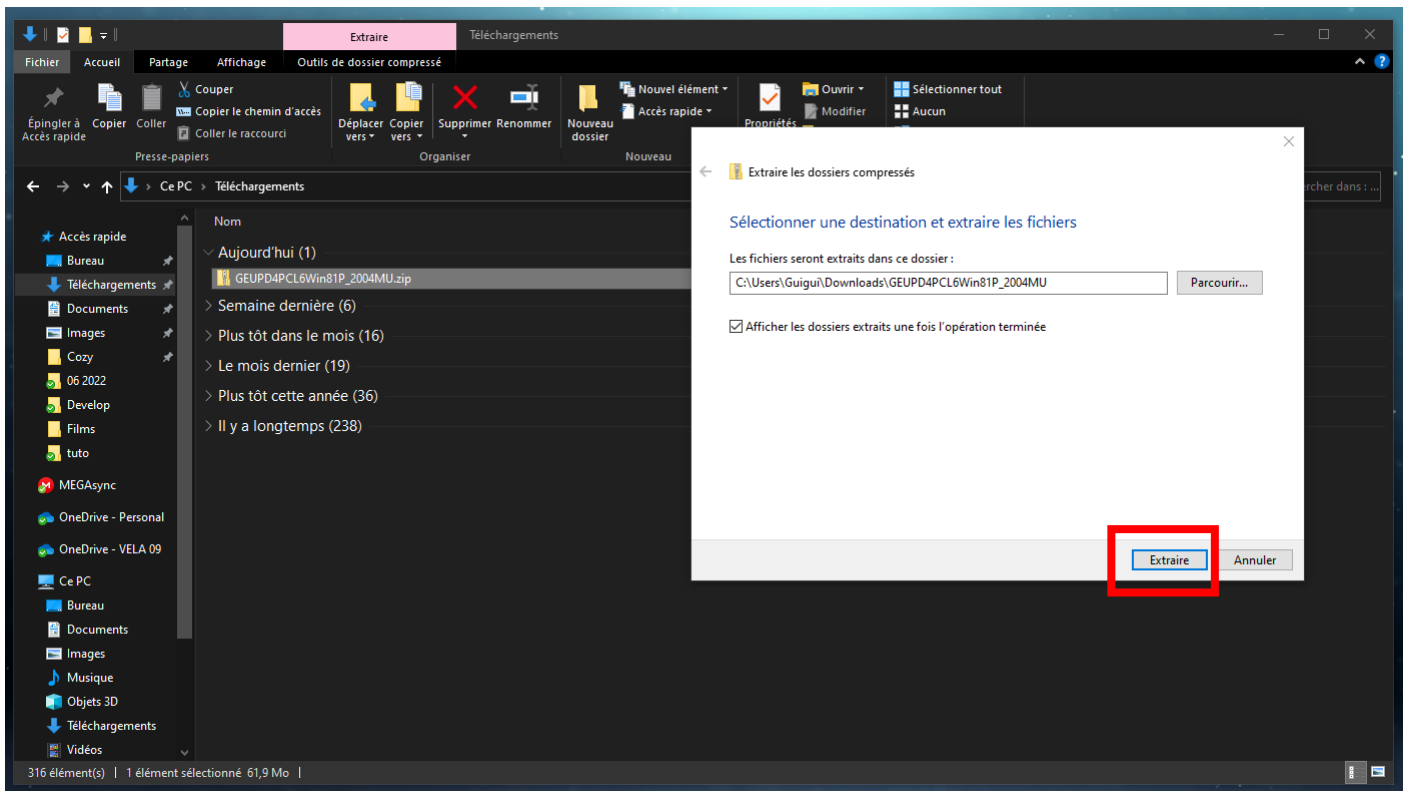 Extraire
Téléchargements
Fichier
Accueil
Partage
Affichage
Outils de dossier compressé
Épingler à
Accès rapide
Copier
Coller
Couper
Copier le chemin d'accès
Coller le raccourci
Presse-papiers
Déplacer
vers
Copier
vers
Supprimer
Renommer
Organiser
Nouveau
dossier
Nouvel élément
Accès rapide
Nouveau
Propriétés
Ouvrir
Modifier
Sélectionner tout
Aucun
Ce PC
Téléchargements
rcher dans : ...
Accès rapide
Bureau
Téléchargements
Documents
Images
Cozy
06 2022
Develop
Films
tuto
MEGAsync
OneDrive - Personal
OneDrive - VELA 09
Ce PC
Bureau
Documents
Images
Musique
Objets 3D
Téléchargements
Vidéos
Nom
Aujourd'hui (1)
GEUPD4PCL6Win81P_2004MU.zip
Semaine dernière (6)
Plus tôt dans le mois (16)
Le mois dernier (19)
Plus tôt cette année (36)
Il y a longtemps (238)
Extraire les dossiers compressés
Sélectionner une destination et extraire les fichiers
Les fichiers seront extraits dans ce dossier :
C:\Users\Guigui\Downloads\GEUPD4PCL6Win81P_2004MU
Parcourir...
Afficher les dossiers extraits une fois l'opération terminée
Extraire
Annuler
316 élément(s)
1 élément sélectionné 61,9 Mo